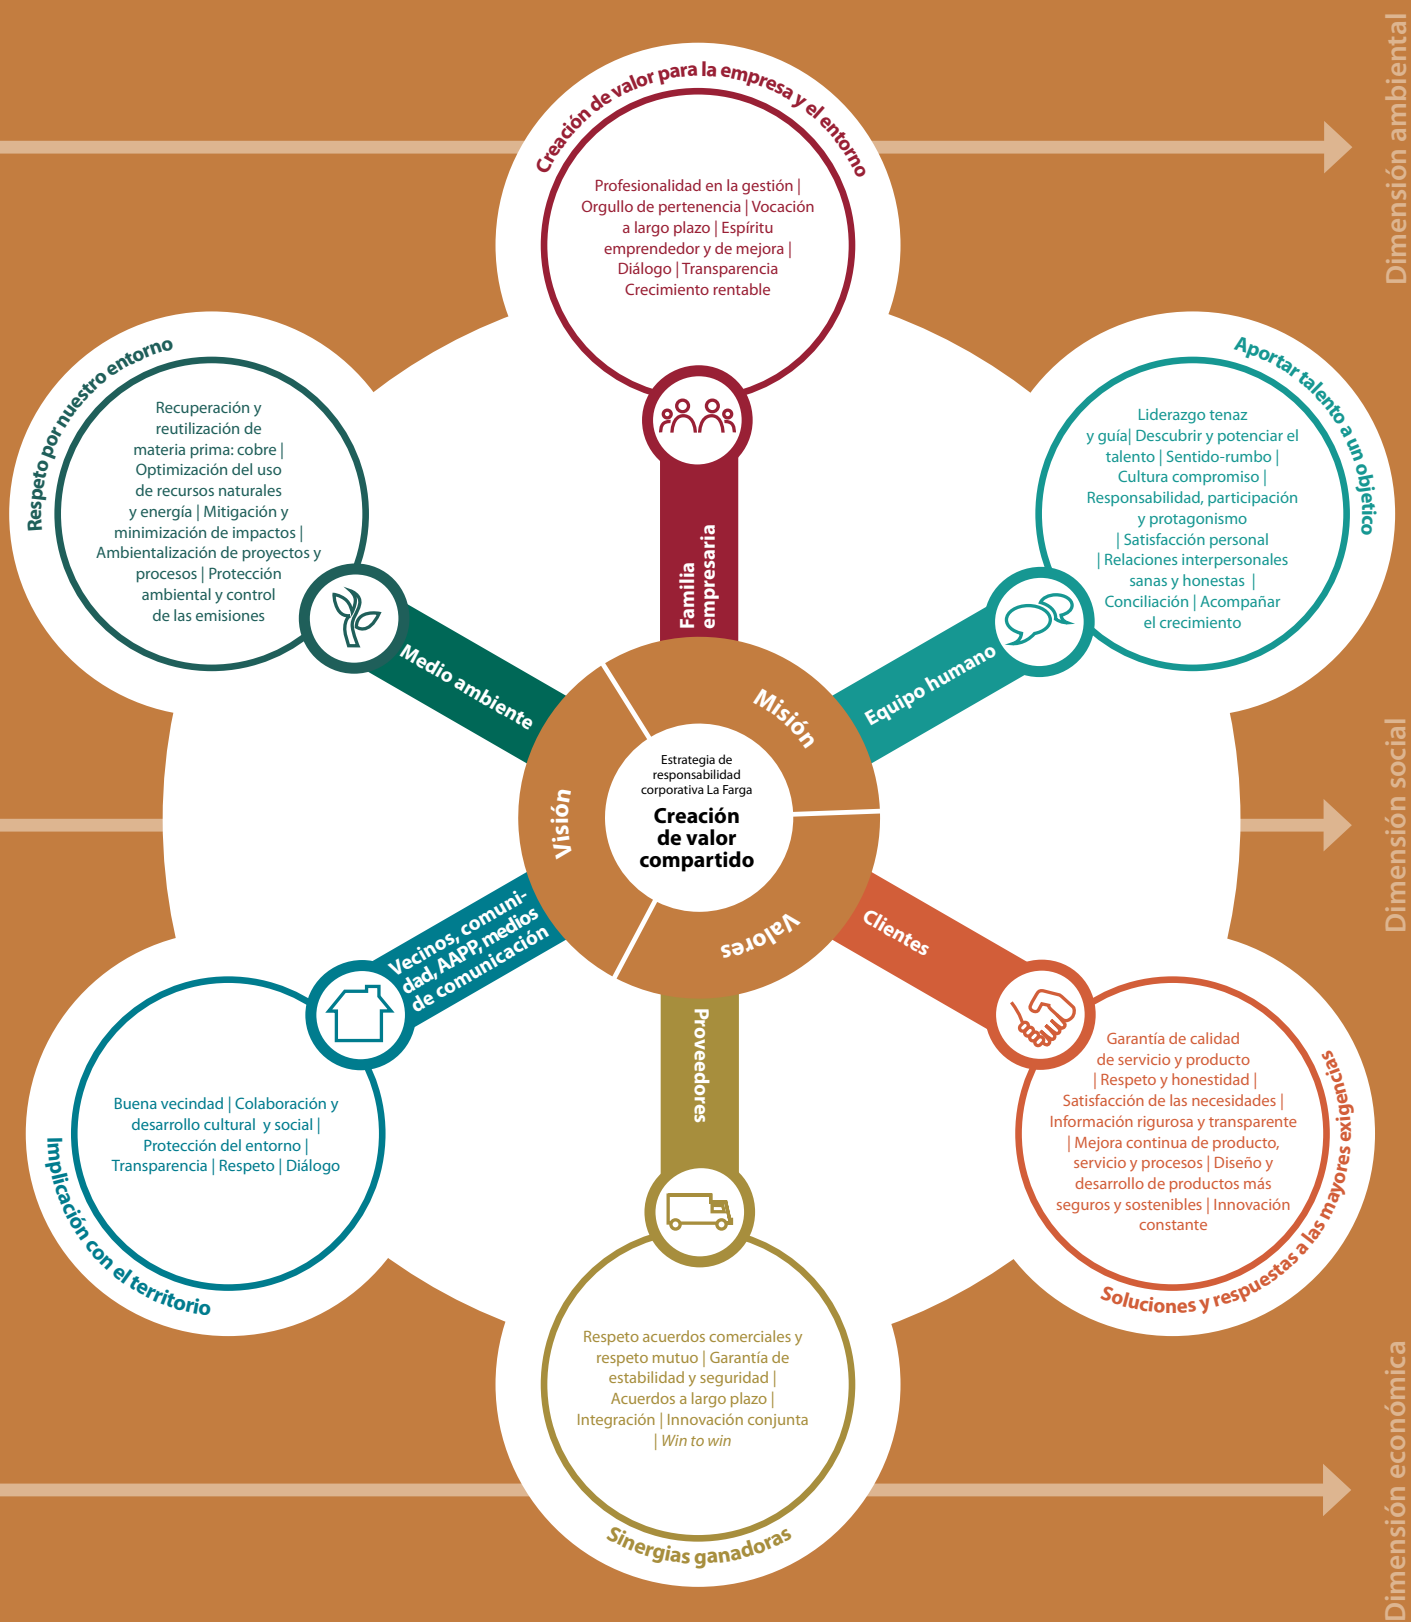 Dimensión ambiental
Creación de valor para la empresa y el entorno
Profesionalidad en la gestión |
Orgullo de pertenencia | Vocación
a largo plazo | Espíritu
emprendedor y de mejora |
Diálogo | Transparencia
Crecimiento rentable
Familia
empresaria
Respeto por nuestro entorno
Recuperación y
reutilización de
materia prima: cobre |
Optimización del uso
de recursos naturales
y energía | Mitigación y
minimización de impactos |
Ambientalización de proyectos y
procesos | Protección
ambiental y control
de las emisiones
Medio ambiente
Aportar talento a un objetico
Liderazgo tenaz
y guía| Descubrir y potenciar el
talento | Sentido-rumbo |
Cultura compromiso |
Responsabilidad, participación
y protagonismo
| Satisfacción personal
| Relaciones interpersonales
sanas y honestas |
Conciliación | Acompañar
el crecimiento
Equipo humano
Misión
Visión
Valores
Estrategia de
responsabilidad
corporativa La Farga
Creación
de valor
compartido
Dimensión social
Vecinos, comuni-
dad, AAPP, medios
de comunicación
Buena vecindad | Colaboración y
desarrollo cultural y social |
Protección del entorno |
Transparencia | Respeto | Diálogo
Implicación con el territorio
Clientes
Garantía de calidad
de servicio y producto
| Respeto y honestidad |
Satisfacción de las necesidades |
Información rigurosa y transparente
| Mejora continua de producto,
servicio y procesos | Diseño y
desarrollo de productos más
seguros y sostenibles | Innovación
constante
Soluciones y respuestas a las mayores exigencias
Proveedores
Respeto acuerdos comerciales y
respeto mutuo | Garantía de
estabilidad y seguridad |
Acuerdos a largo plazo |
Integración | Innovación conjunta
| Win to win
Sinergias ganadoras
Dimensión económica